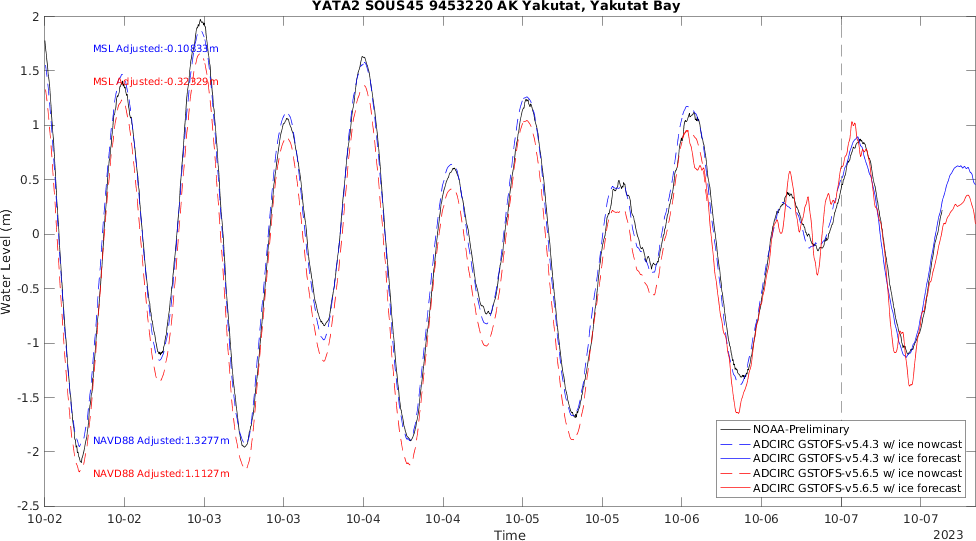 YATA2 SOUS45 9453220 AK Yakutat, Yakutat Bay
Water Level (m)
2
1.5
1
0.5
0
-0.5
-1
-1.5
-2
-2.5
MSL Adjusted:-0.10833m
MSL Adjusted:-0.32329m
NAVD88 Adjusted:1.3277m
NAVD88 Adjusted:1.1127m
NOAA-Preliminary
ADCIRC GSTOFS-v5.4.3 w/ ice nowcast
ADCIRC GSTOFS-v5.4.3 w/ ice forecast
ADCIRC GSTOFS-v5.6.5 w/ ice nowcast
ADCIRC GSTOFS-v5.6.5 w/ ice forecast
10-02 10-02 10-03 10-03 10-04 10-04 10-05 10-05 10-06 10-06 10-07 10-07
Time
2023